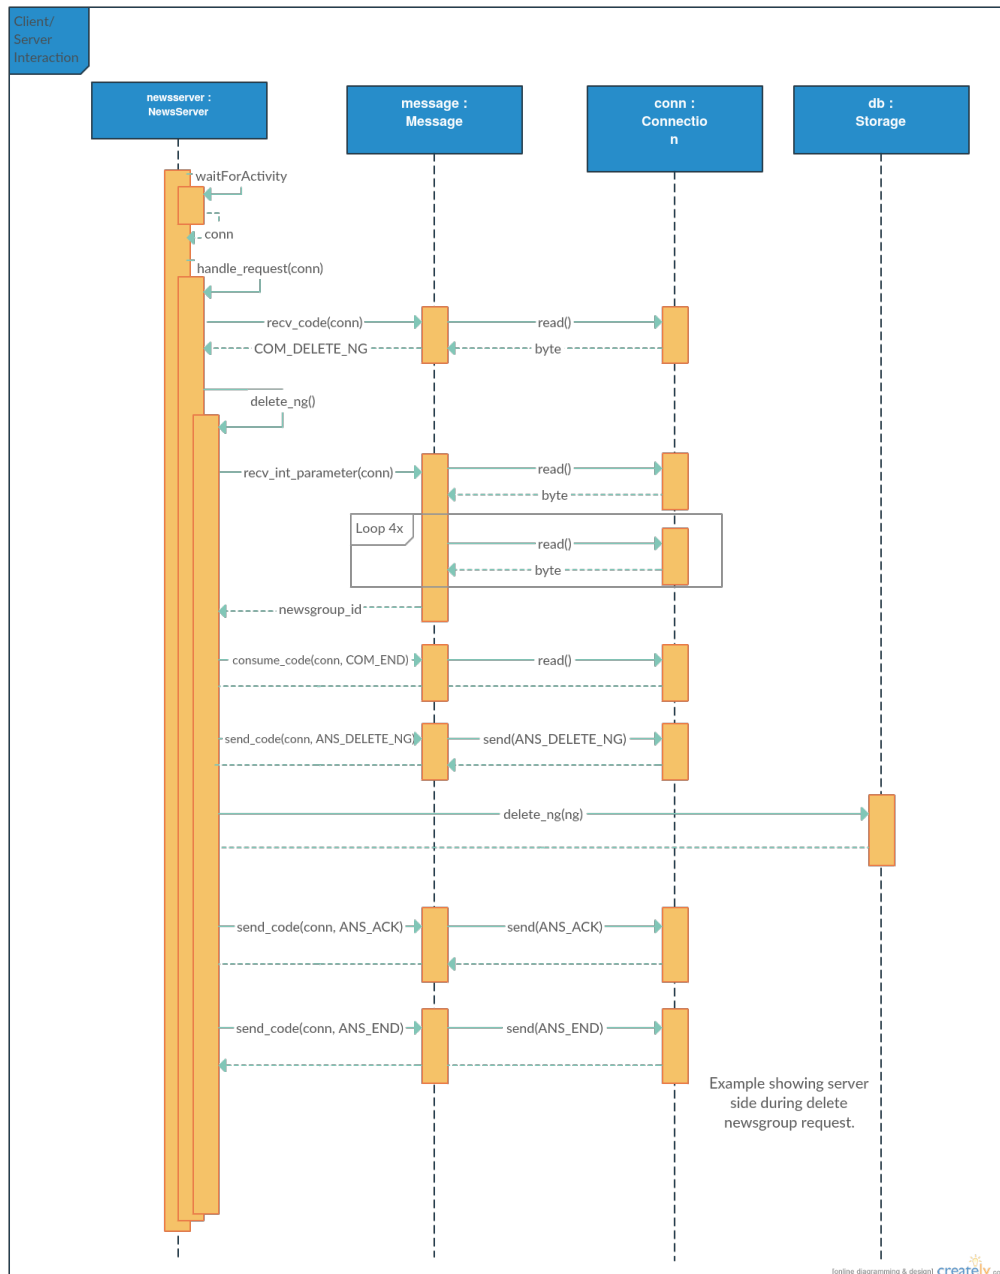 Client/
Server
Interaction
newsserver :
NewsServer
message :
Message
conn :
Connectio
n
db :
Storage
waitForActivity
conn
handle_request(conn)
recv_code(conn)
read()
COM_DELETE_NG
byte
delete_ng()
recv_int_parameter(conn)
read()
byte
Loop 4x
read()
byte
newsgroup_id
consume_code(conn, COM_END)
read()
send_code(conn, ANS_DELETE_NG)
send(ANS_DELETE_NG)
delete_ng(ng)
send_code(conn, ANS_ACK)
send(ANS_ACK)
send_code(conn, ANS_END)
send(ANS_END)
Example showing server
side during delete
newsgroup request.
[online diagramming & design] creately